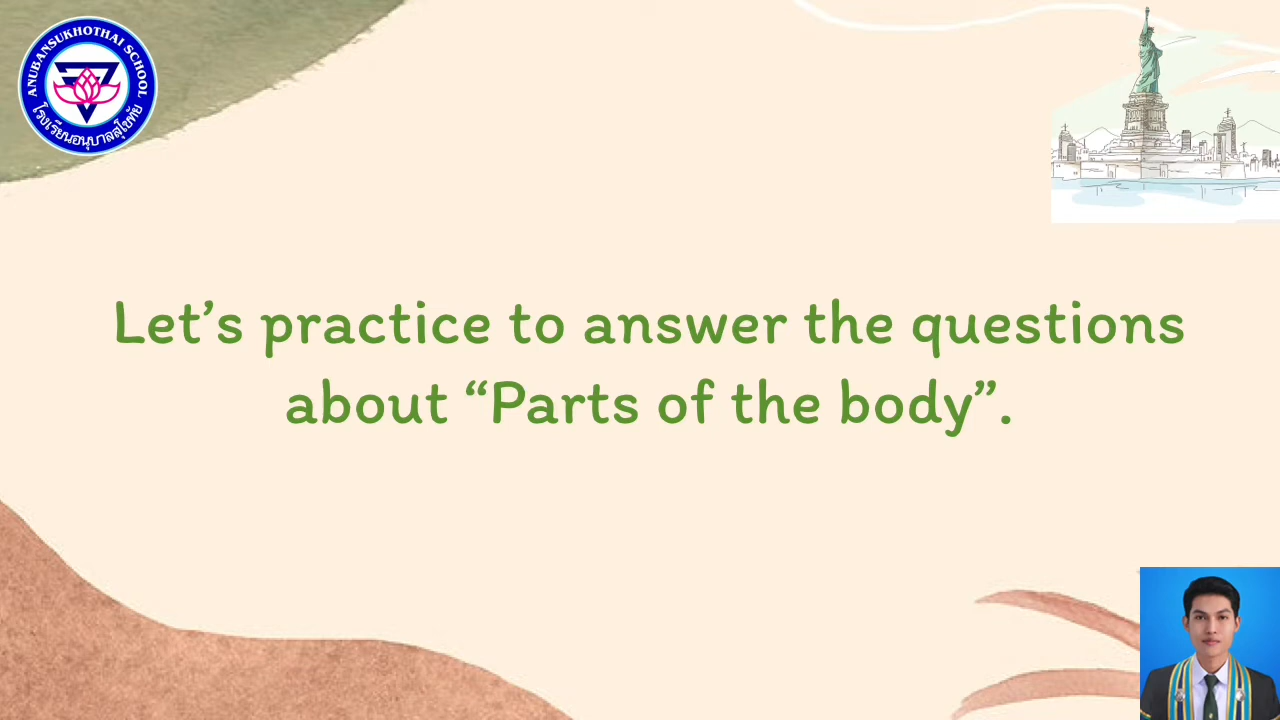 ANUBANSUKHOTHAI SCHOOL
โรงเรียนอนุบาลสุโขทัย
Let’s practice to answer the questions
about “Parts of the body”.